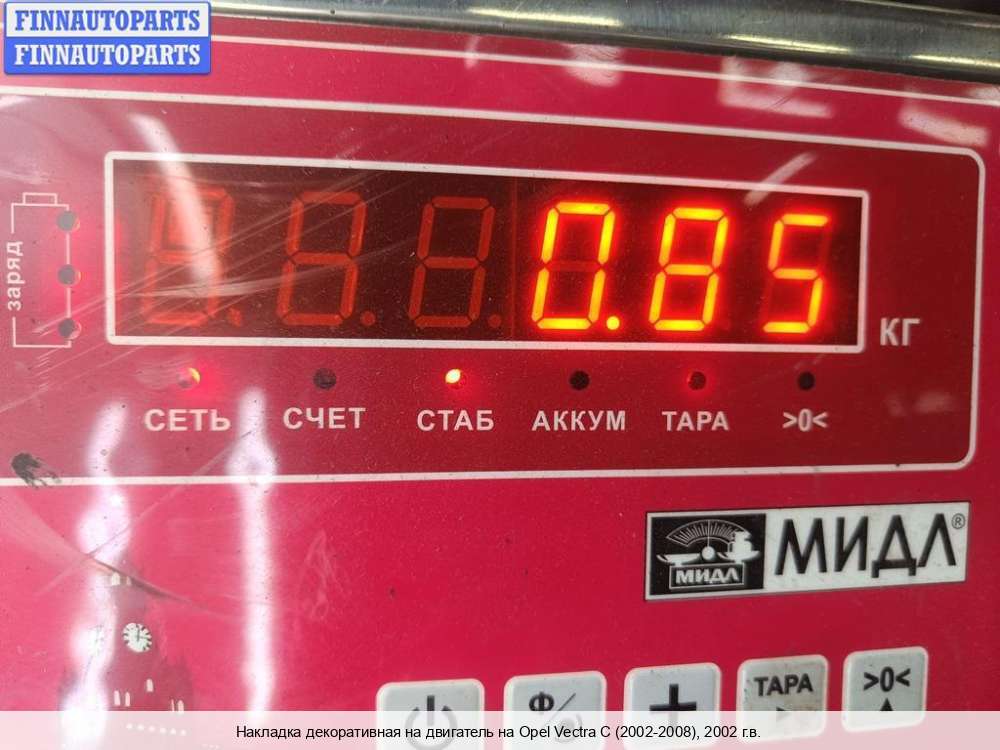 FINNAUTOPARTS
FINNAUTOPARTS
заряд
0.85
КГ
СЕТЬ СЧЕТ СТАБ АККУМ ТАРА >0<
МИДЛ МИДЛ®
Ф/
+ ТАРА >0<
Накладка декоративная на двигатель на Opel Vectra C (2002-2008), 2002 г.в.